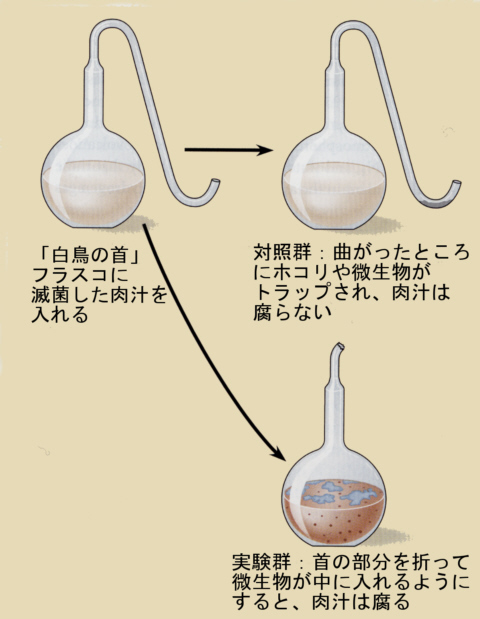 「白鳥の首」
フラスコに
滅菌した肉汁を
入れる
対照群：曲がったところ
にホコリや微生物が
トラップされ、肉汁は
腐らない
実験群：首の部分を折って
微生物が中に入れるように
すると、肉汁は腐る